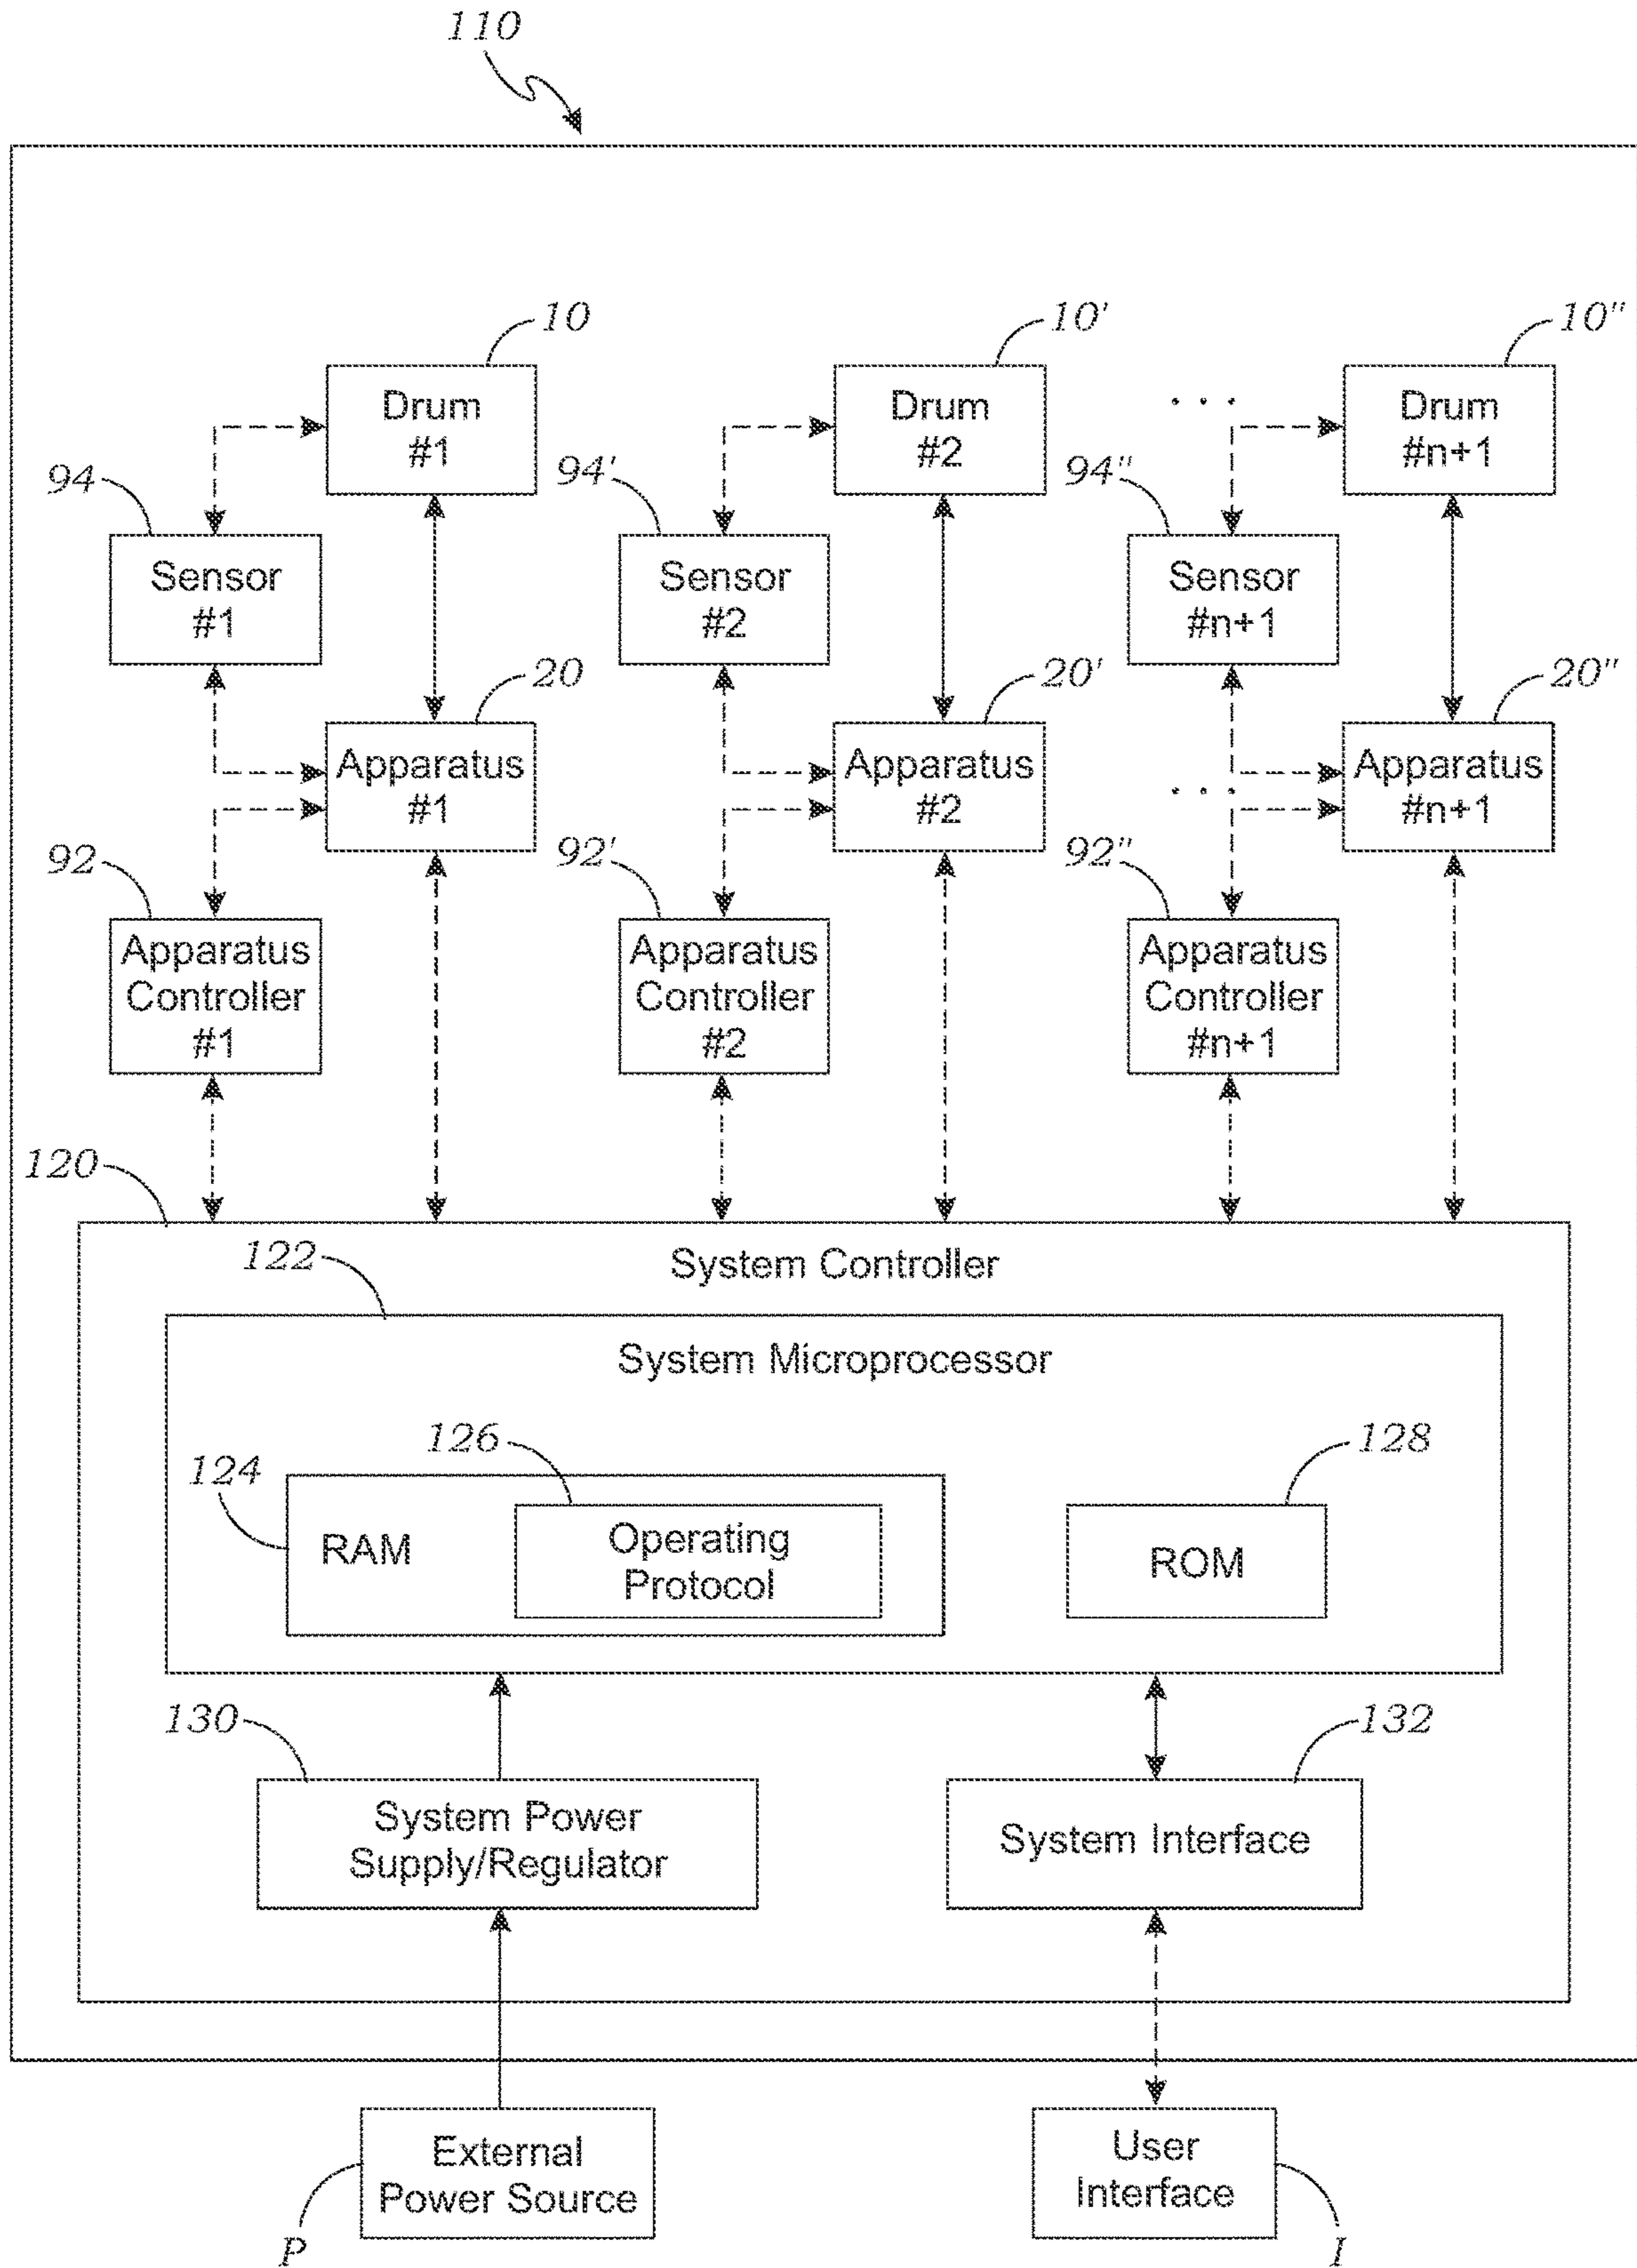 110
10
10'
10"
Drum
#1
Drum
#2
. . .
Drum
#n+1
94
94'
94"
Sensor
#1
Sensor
#2
Sensor
#n+1
20
20'
20"
Apparatus
#1
Apparatus
#2
. . .
Apparatus
#n+1
92
92'
92"
Apparatus
Controller
#1
Apparatus
Controller
#2
Apparatus
Controller
#n+1
120
System Controller
122
System Microprocessor
126
128
124
RAM
Operating
Protocol
ROM
130
132
System Power
Supply/Regulator
System Interface
External
Power Source
User
Interface
P
I